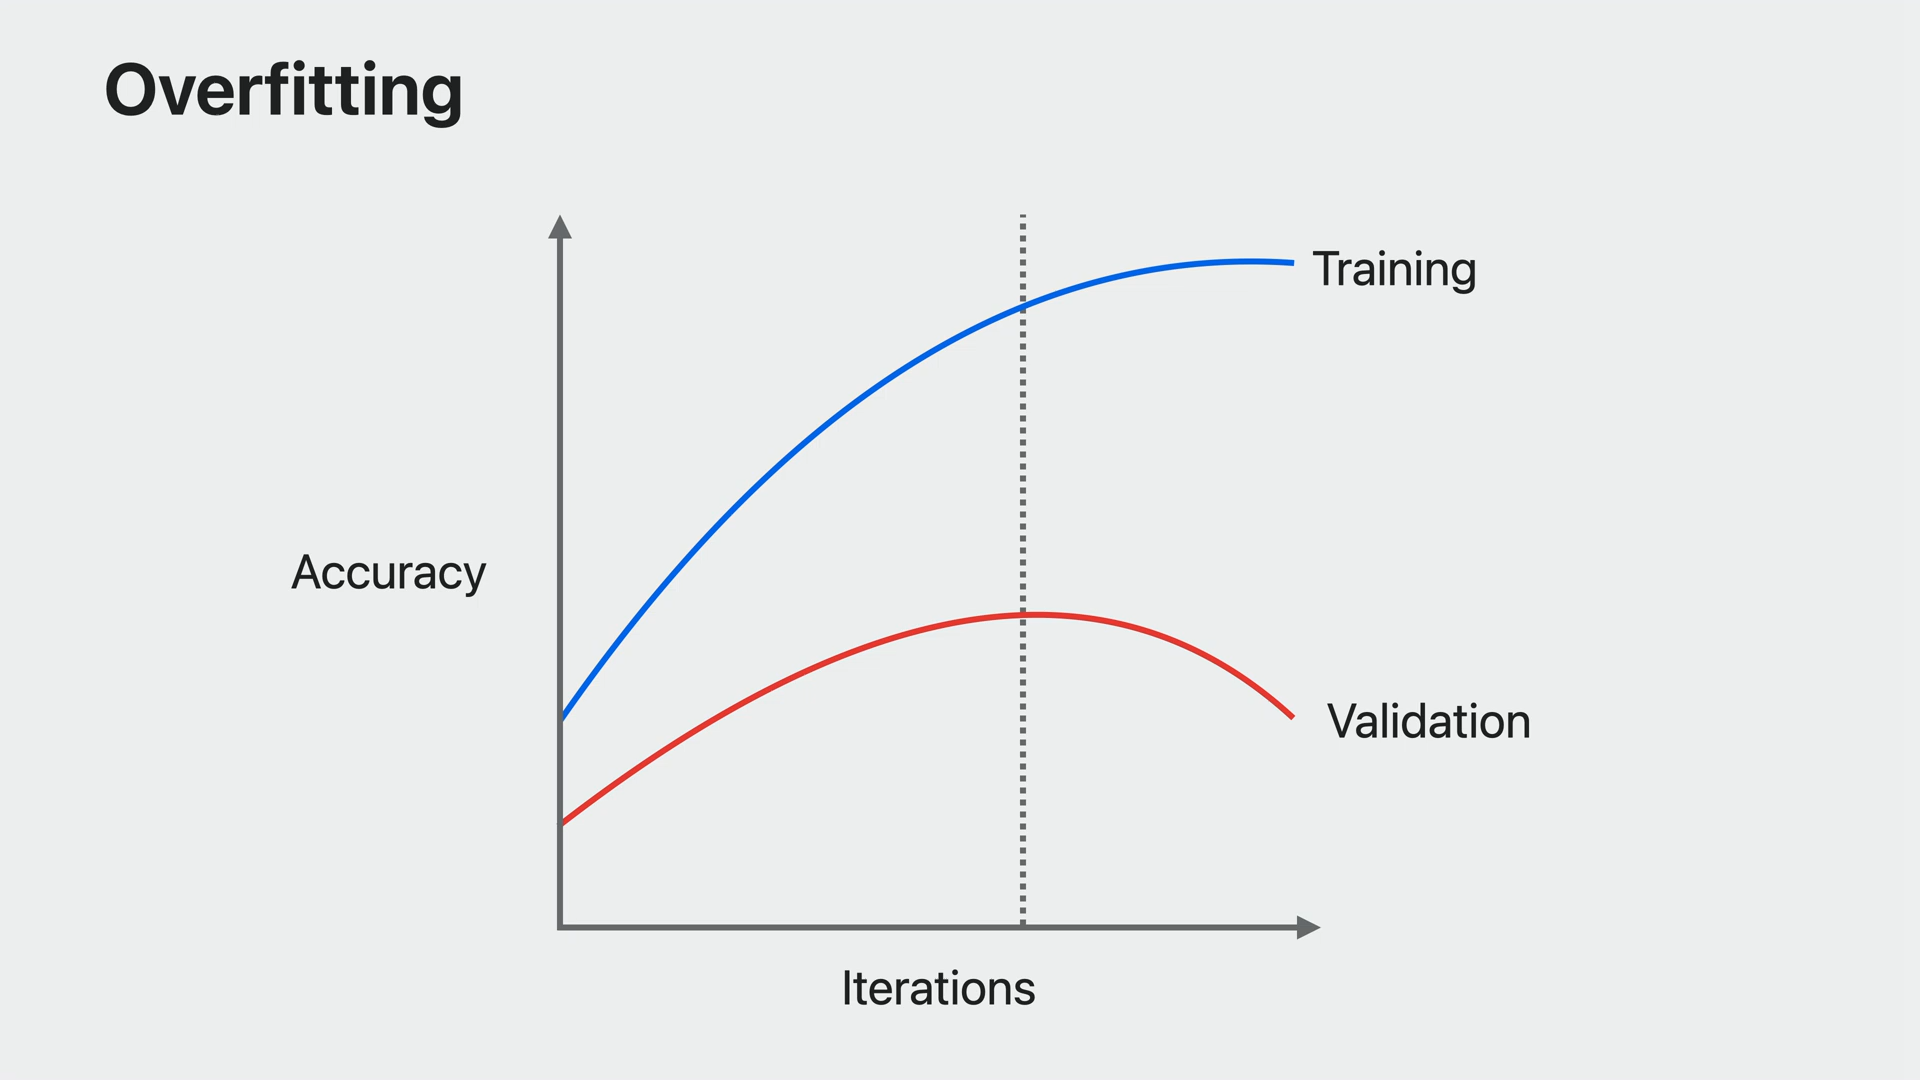 Overfitting
Training
Accuracy
Validation
Iterations